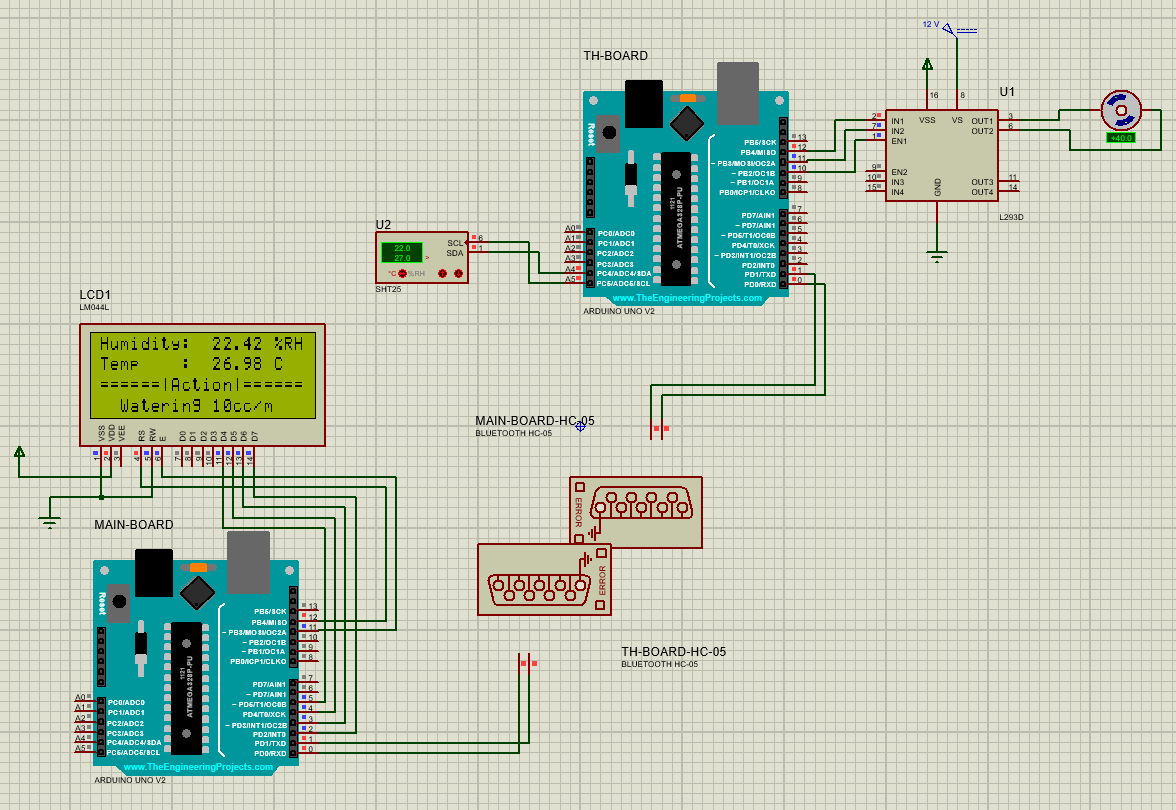 12 V
TH-BOARD
U1
16
8
VSS
VS
2
7
1
IN1
IN2
EN1
OUT1
OUT2
3
6
+40.0
9
10
15
EN2
IN3
IN4
GND
OUT3
OUT4
11
14
L293D
Reset
1121
ATMEGA328P-PU
PB5/SCK
13
PB4/MISO
12
~ PB3/MOSI/OC2A
11
~ PB2/OC1B
10
~ PB1/OC1A
9
PB0/ICP1/CLKO
8
PD7/AIN1
7
~ PD7/AIN1
6
~ PD5/T1/OC0B
5
PD4/T0/XCK
4
~ PD3/INT1/OC2B
3
PD2/INT0
2
PD1/TXD
1
PD0/RXD
0
A0
PC0/ADC0
A1
PC1/ADC1
A2
PC2/ADC2
A3
PC3/ADC3
A4
PC4/ADC4/SDA
A5
PC5/ADC5/SCL
www.TheEngineeringProjects.com
ARDUINO UNO V2
U2
22.0
27.0
>
°C
%RH
SCL
SDA
6
1
SHT25
LCD1
LM044L
Humidity: 22.42 %RH
Temp : 26.98 C
======|Action|======
Watering 10cc/m
VSS
VDD
VEE
RS
RW
E
D0
D1
D2
D3
D4
D5
D6
D7
1
2
3
4
5
6
7
8
9
10
11
12
13
14
MAIN-BOARD-HC-05
BLUETOOTH HC-05
ERROR
ERROR
TH-BOARD-HC-05
BLUETOOTH HC-05
MAIN-BOARD
Reset
1121
ATMEGA328P-PU
PB5/SCK
13
PB4/MISO
12
~ PB3/MOSI/OC2A
11
~ PB2/OC1B
10
~ PB1/OC1A
9
PB0/ICP1/CLKO
8
PD7/AIN1
7
~ PD7/AIN1
6
~ PD5/T1/OC0B
5
PD4/T0/XCK
4
~ PD3/INT1/OC2B
3
PD2/INT0
2
PD1/TXD
1
PD0/RXD
0
A0
PC0/ADC0
A1
PC1/ADC1
A2
PC2/ADC2
A3
PC3/ADC3
A4
PC4/ADC4/SDA
A5
PC5/ADC5/SCL
www.TheEngineeringProjects.com
ARDUINO UNO V2